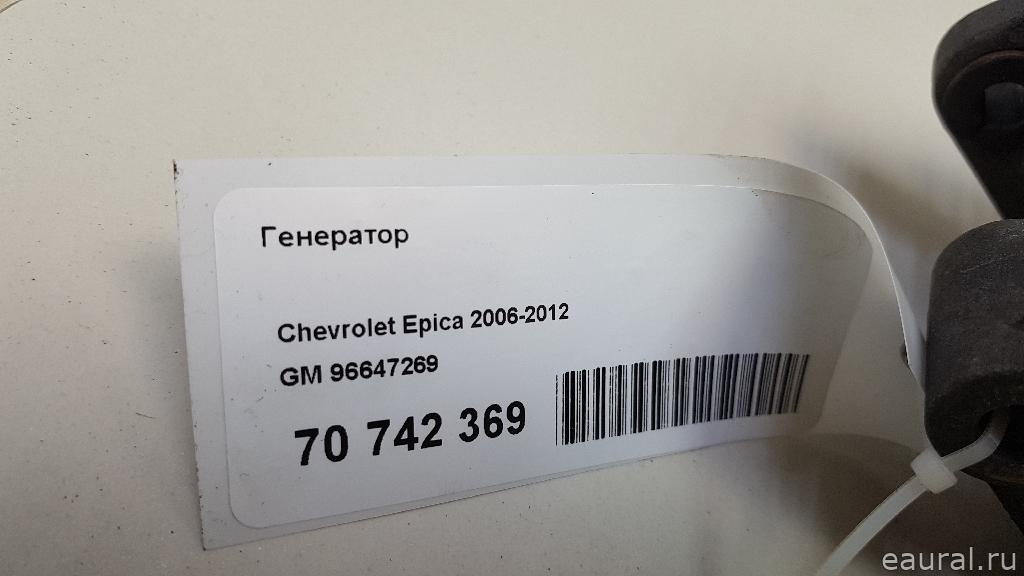 Генератор
Chevrolet Epica 2006-2012
GM 96647269
70 742 369
eaural.ru